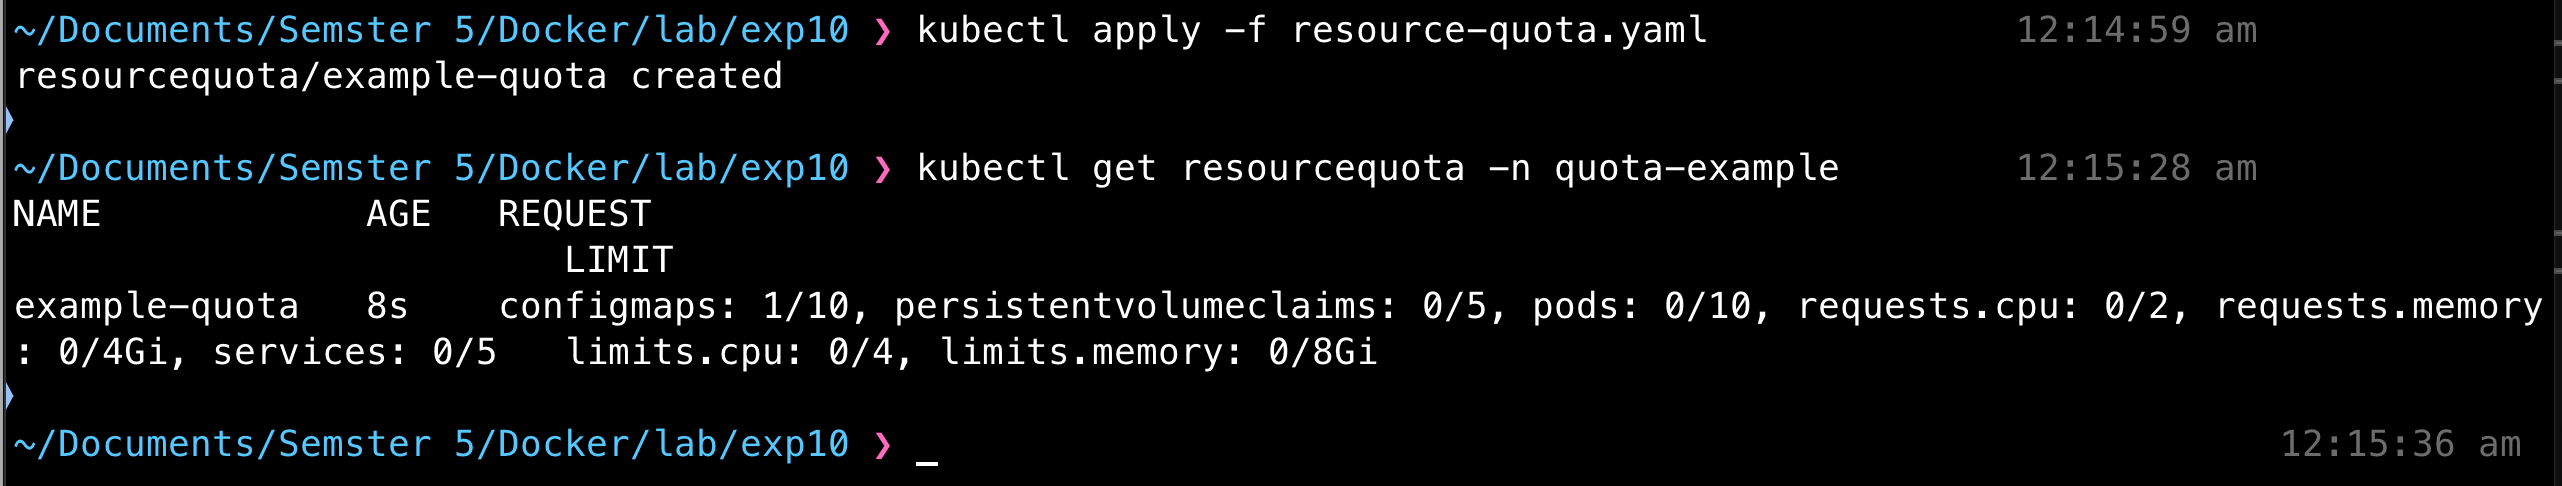 ~/Documents/Semster 5/Docker/lab/exp10 ❯ kubectl apply -f resource-quota.yaml 12:14:59 am
resourcequota/example-quota created
~/Documents/Semster 5/Docker/lab/exp10 ❯ kubectl get resourcequota -n quota-example 12:15:28 am
NAME AGE REQUEST
LIMIT
example-quota 8s configmaps: 1/10, persistentvolumeclaims: 0/5, pods: 0/10, requests.cpu: 0/2, requests.memory
: 0/4Gi, services: 0/5 limits.cpu: 0/4, limits.memory: 0/8Gi
~/Documents/Semster 5/Docker/lab/exp10 ❯ _ 12:15:36 am